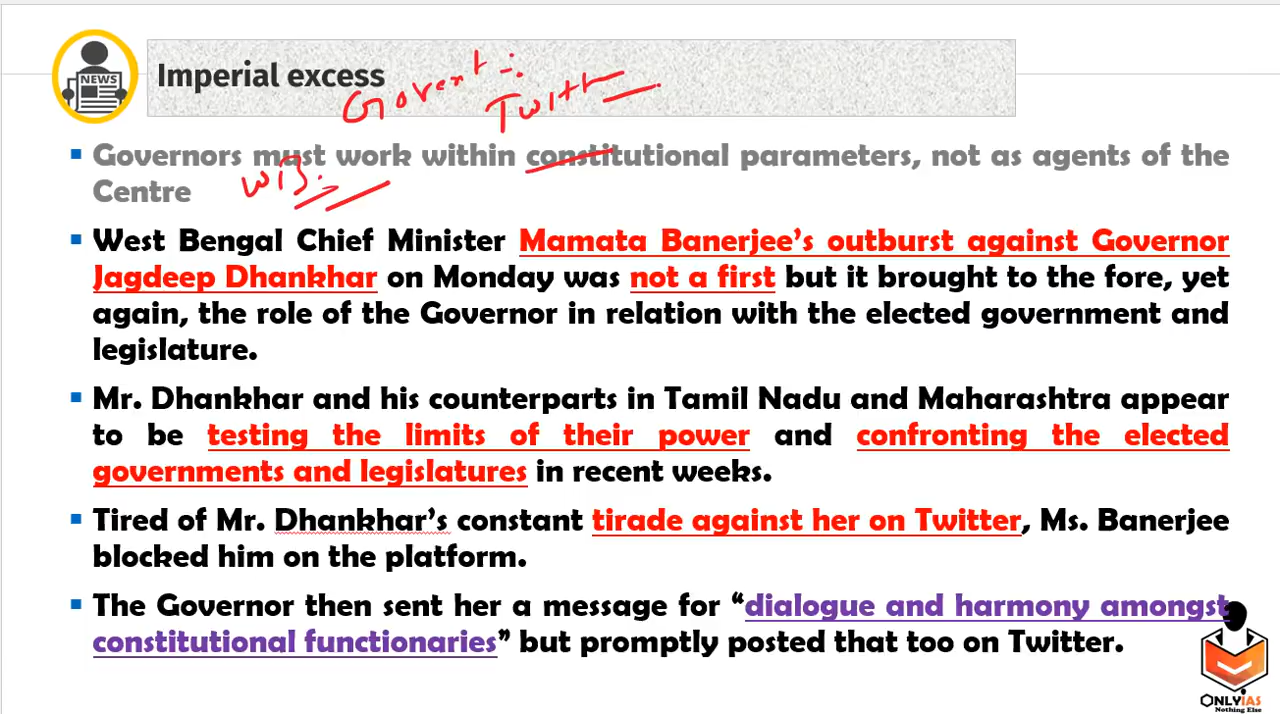 NEWS
Imperial excess
Govern t :-
Twitt
▪ Governors must work within constitutional parameters, not as agents of the
Centre
WB:
▪ West Bengal Chief Minister Mamata Banerjee’s outburst against Governor
Jagdeep Dhankhar on Monday was not a first but it brought to the fore, yet
again, the role of the Governor in relation with the elected government and
legislature.
▪ Mr. Dhankhar and his counterparts in Tamil Nadu and Maharashtra appear
to be testing the limits of their power and confronting the elected
governments and legislatures in recent weeks.
▪ Tired of Mr. Dhankhar’s constant tirade against her on Twitter, Ms. Banerjee
blocked him on the platform.
▪ The Governor then sent her a message for “dialogue and harmony amongst
constitutional functionaries” but promptly posted that too on Twitter.
ONLYIAS
Nothing Else